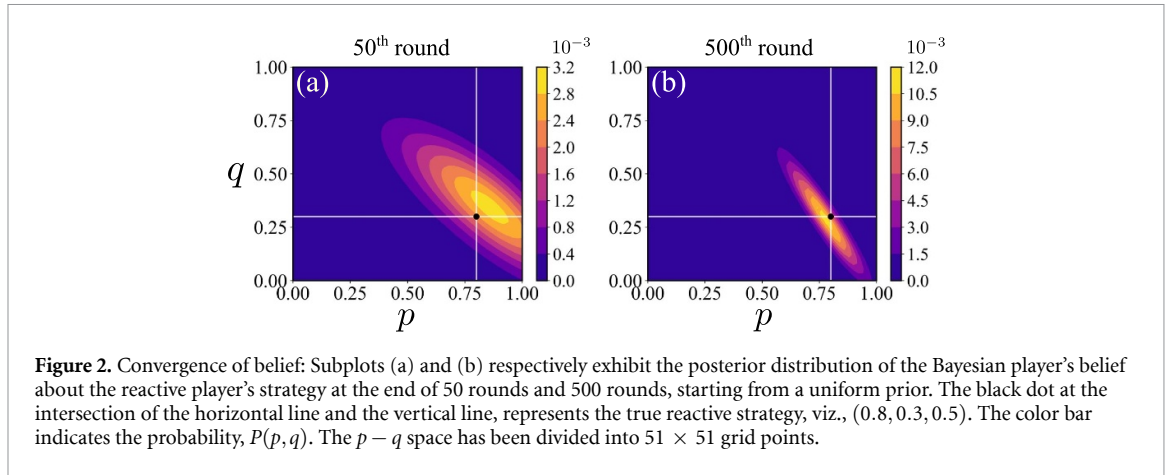 50th round 10−3 500th round 10−3
(a) (b)
1.00 0.75 0.50 0.25 0.00
q
0.00 0.25 0.50 0.75 1.00
p
3.2 2.8 2.4 2.0 1.6 1.2 0.8 0.4 0.0
1.00 0.75 0.50 0.25 0.00
0.00 0.25 0.50 0.75 1.00
p
12.0 10.5 9.0 7.5 6.0 4.5 3.0 1.5 0.0
Figure 2. Convergence of belief: Subplots (a) and (b) respectively exhibit the posterior distribution of the Bayesian player’s belief
about the reactive player’s strategy at the end of 50 rounds and 500 rounds, starting from a uniform prior. The black dot at the
intersection of the horizontal line and the vertical line, represents the true reactive strategy, viz., (0.8, 0.3, 0.5). The color bar
indicates the probability, P(p, q). The p − q space has been divided into 51 × 51 grid points.